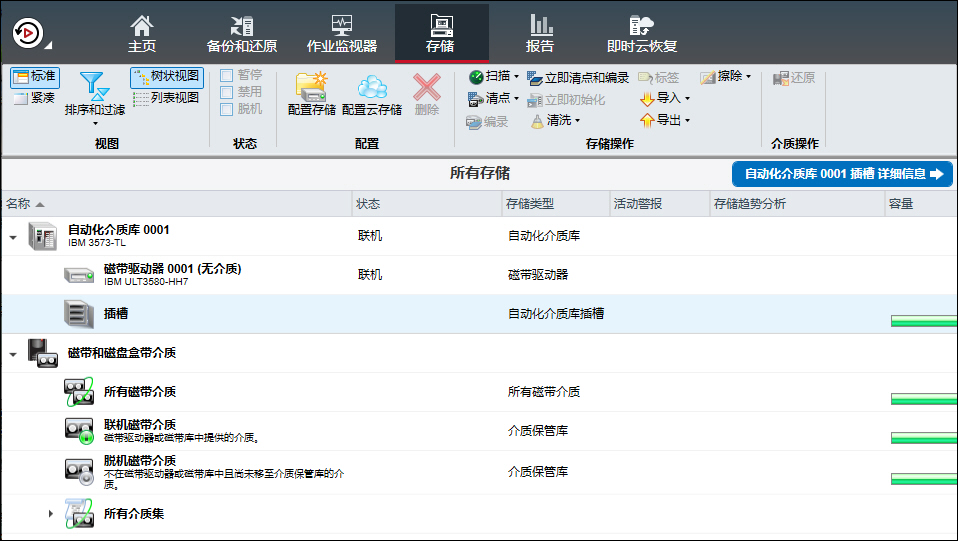 主页
备份和还原
作业监视器
存储
报告
即时云恢复
标准
紧凑
排序和过滤
树状视图
列表视图
视图
暂停
禁用
脱机
状态
配置存储
配置云存储
删除
配置
扫描
清点
编录
立即清点和编录
立即初始化
清洗
标签
导入
导出
擦除
存储操作
还原
介质操作
所有存储
自动化介质库 0001 插槽 详细信息
名称
状态
存储类型
活动警报
存储趋势分析
容量
自动化介质库 0001
IBM 3573-TL
联机
自动化介质库
磁带驱动器 0001 (无介质)
IBM ULT3580-HH7
联机
磁带驱动器
插槽
自动化介质库插槽
磁带和磁盘盒带介质
所有磁带介质
所有磁带介质
联机磁带介质
磁带驱动器或磁带库中提供的介质。
介质保管库
脱机磁带介质
不在磁带驱动器或磁带库中且尚未移至介质保管库的介
质。
介质保管库
所有介质集